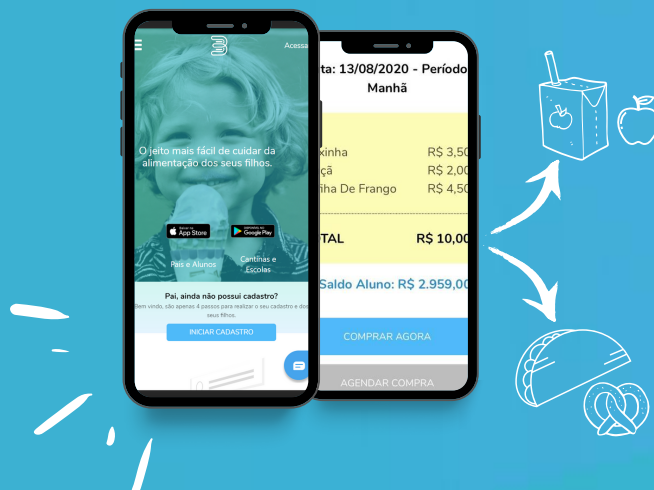 Acessa
O jeito mais fácil de cuidar da
alimentação dos seus filhos.
App Store
Google Play
Pais e Alunos
Cantinas e
Escolas
Pai, ainda não possui cadastro?
Bem vindo, são apenas 4 passos para realizar o seu cadastro e dos
seus filhos.
INICIAR CADASTRO
ta: 13/08/2020 - Período
Manhã
xinha R$ 3,50
çã R$ 2,00
iha De Frango R$ 4,50
TAL R$ 10,00
Saldo Aluno: R$ 2.959,00
COMPRAR AGORA
AGENDAR COMPRA